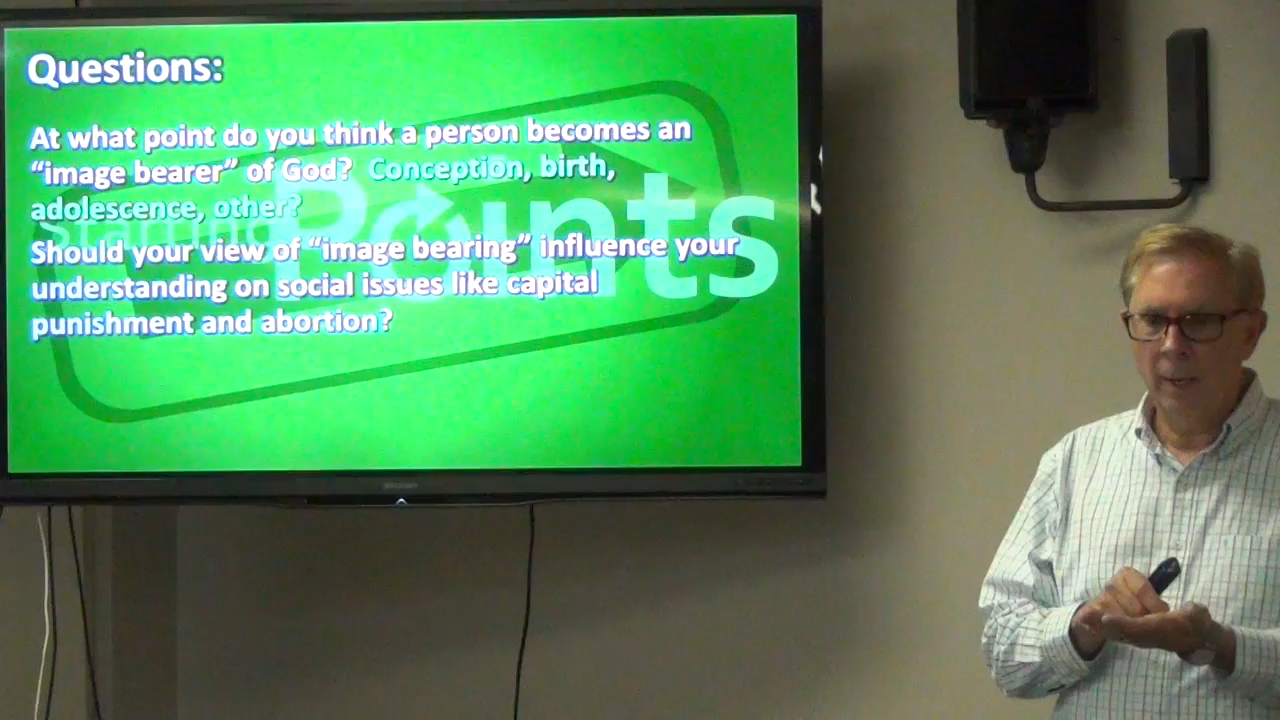 Questions:
At what point do you think a person becomes an
“image bearer” of God? Conception, birth,
adolescence, other?
Starting
Points
Should your view of “image bearing” influence your
understanding on social issues like capital
punishment and abortion?